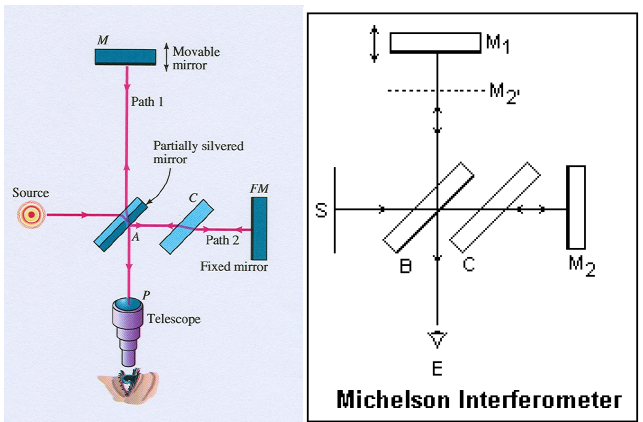 M
Movable
mirror
Path 1
Partially silvered
mirror
Source
C
FM
A
Path 2
Fixed mirror
P
Telescope
M1
M2'
S
B
C
M2
E
Michelson Interferometer